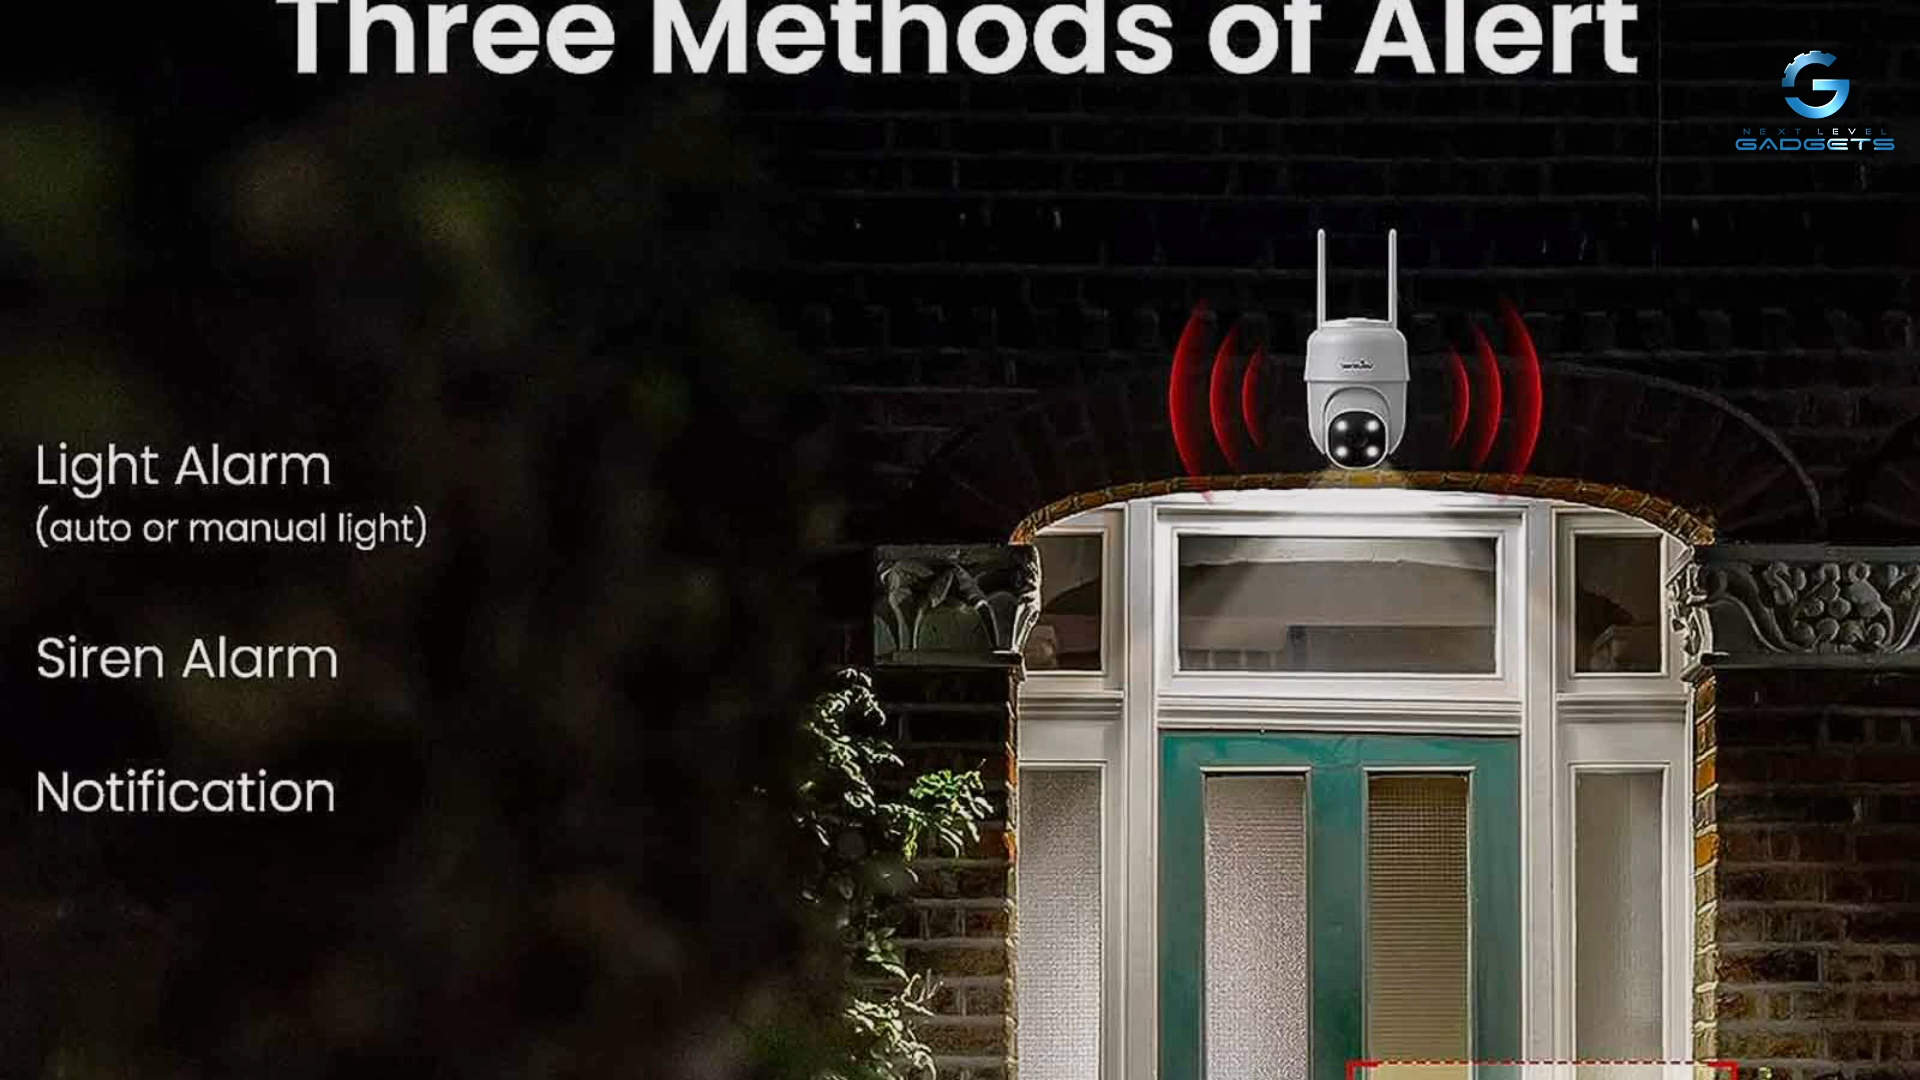 Three Methods of Alert
NEXT LEVEL
GADGETS
Light Alarm
(auto or manual light)
Siren Alarm
Notification